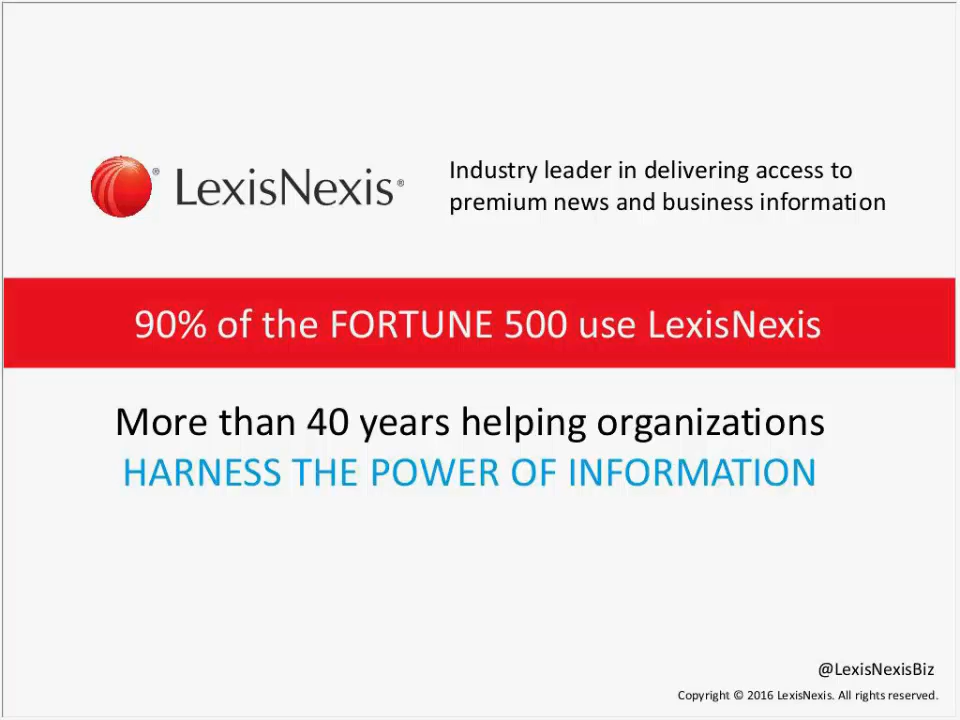 LexisNexis®
Industry leader in delivering access to
premium news and business information
90% of the FORTUNE 500 use LexisNexis
More than 40 years helping organizations
HARNESS THE POWER OF INFORMATION
@LexisNexisBiz
Copyright © 2016 LexisNexis. All rights reserved.